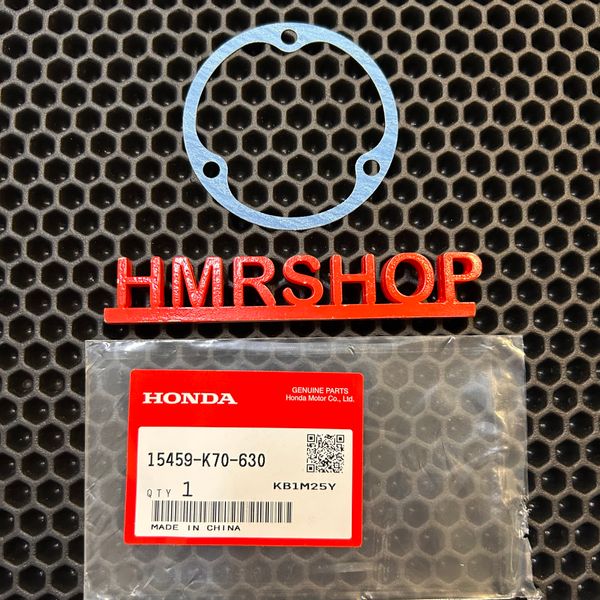 HMRSHOP
HONDA
GENUINE PARTS
Honda Motor Co., Ltd.
15459-K70-630
QTY 1
KB1M25Y
MADE IN CHINA